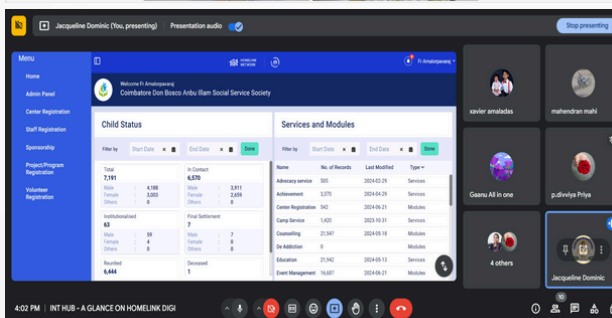 Jacqueline Dominic (You, presenting)
Presentation audio
Stop presenting
Menu
Home
Admin Panel
Center Registration
Staff Registration
Sponsorship
Project/Program
Registration
Volunteer
Registration
HOMELINK
NETWORK
Fr Amalorpavaraj
Welcome Fr Amalorpavaraj
Coimbatore Don Bosco Anbu Illam Social Service Society
Child Status
Filter by
Start Date
End Date
Done
Total
7,191
Male : 4,188
Female : 3,003
Others : 0
In Contact
6,570
Male : 3,911
Female : 2,659
Others : 0
Institutionalised
63
Male : 59
Female : 4
Others : 0
Final Settlement
7
Male : 7
Female : 0
Others : 0
Reunited
6,444
Deceased
1
Services and Modules
Filter by
Start Date
End Date
Done
Name No. of Records Last Modified Type
Advocacy service 505 2024-02-29 Services
Achievement 3,575 2024-04-29 Services
Center Registration 542 2024-06-21 Modules
Camp Service 1,620 2023-10-31 Services
Counselling 21,547 2024-05-18 Modules
De Addiction 0 Modules
Education 21,942 2024-05-13 Services
Event Management 16,687 2024-06-21 Modules
xavier amaladas
mahendran mahi
Gaanu All in one
p.divviya Priya
4 others
Jacqueline Dominic
4:02 PM | INT HUB - A GLANCE ON HOMELINK DIGI
10